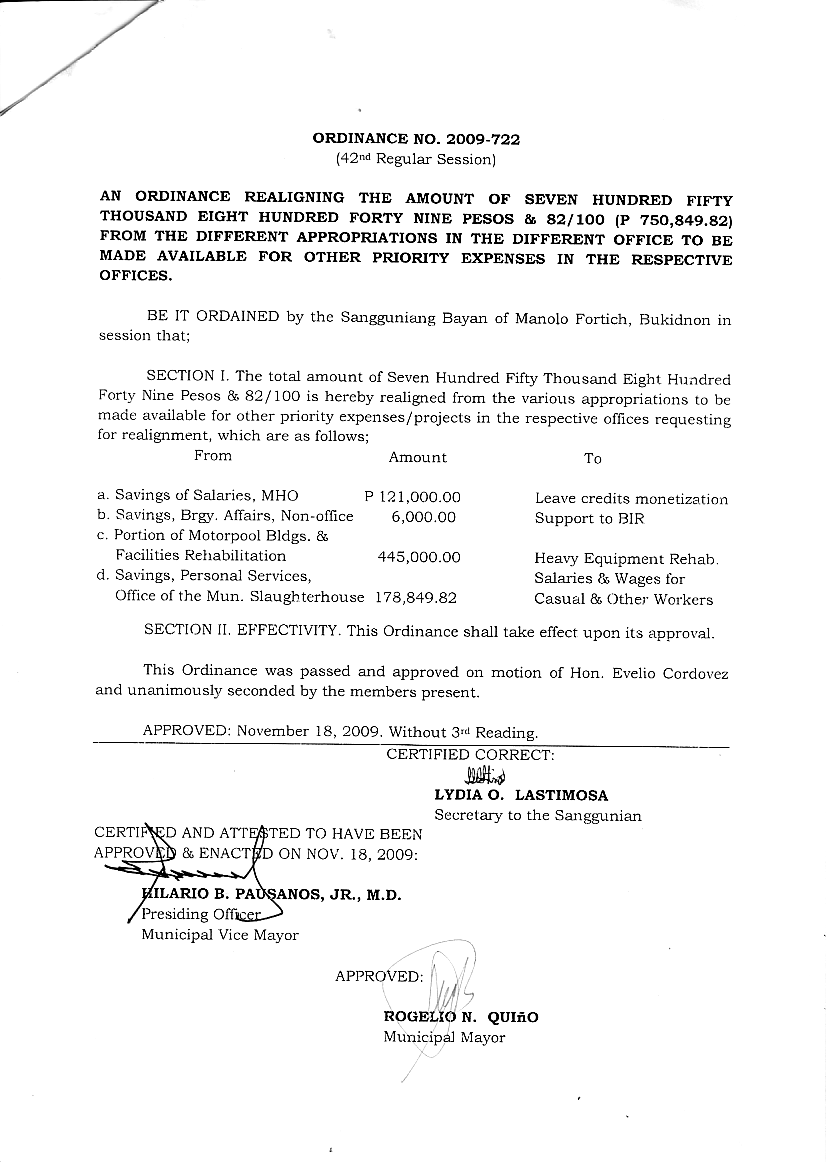 ORDINANCE NO. 2009-722
(42nd Regular Session)
AN ORDINANCE REALIGNING THE AMOUNT OF SEVEN HUNDRED FIFTY
THOUSAND EIGHT HUNDRED FORTY NINE PESOS & 82/100 (P 750,849.82)
FROM THE DIFFERENT APPROPRIATIONS IN THE DIFFERENT OFFICE TO BE
MADE AVAILABLE FOR OTHER PRIORITY EXPENSES IN THE RESPECTIVE
OFFICES.
BE IT ORDAINED by the Sangguniang Bayan of Manolo Fortich, Bukidnon in
session that;
SECTION I. The total amount of Seven Hundred Fifty Thousand Eight Hundred
Forty Nine Pesos & 82/100 is hereby realigned from the various appropriations to be
made available for other priority expenses/projects in the respective offices requesting
for realignment, which are as follows;
From Amount To
a. Savings of Salaries, MHO P 121,000.00 Leave credits monetization
b. Savings, Brgy. Affairs, Non-office 6,000.00 Support to BIR
c. Portion of Motorpool Bldgs. &
Facilities Rehabilitation 445,000.00 Heavy Equipment Rehab.
d. Savings, Personal Services, Salaries & Wages for
Office of the Mun. Slaughterhouse 178,849.82 Casual & Other Workers
SECTION II. EFFECTIVITY. This Ordinance shall take effect upon its approval.
This Ordinance was passed and approved on motion of Hon. Evelio Cordovez
and unanimously seconded by the members present.
APPROVED: November 18, 2009. Without 3rd Reading.
CERTIFIED CORRECT:
LYDIA O. LASTIMOSA
Secretary to the Sanggunian
CERTIFIED AND ATTESTED TO HAVE BEEN
APPROVED & ENACTED ON NOV. 18, 2009:
HILARIO B. PAUSANOS, JR., M.D.
Presiding Officer
Municipal Vice Mayor
APPROVED:
ROGELIO N. QUIñO
Municipal Mayor